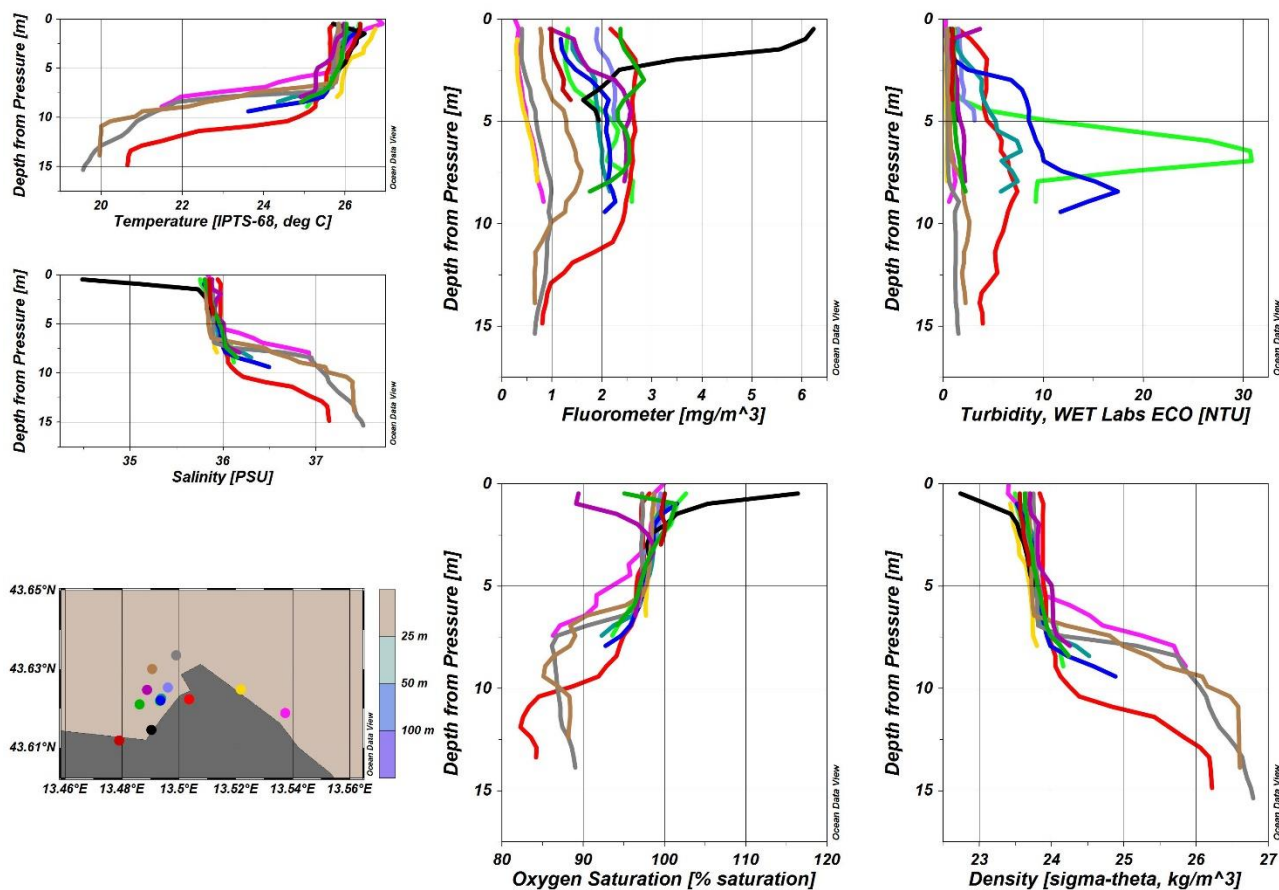 0
5
10
15
Depth from Pressure [m]
20
22
24
26
Temperature [IPTS-68, deg C]
Ocean Data View
0
5
10
15
Depth from Pressure [m]
35
36
37
Salinity [PSU]
Ocean Data View
43.65°N
43.63°N
43.61°N
13.46°E
13.48°E
13.5°E
13.52°E
13.54°E
13.56°E
25 m
50 m
100 m
Ocean Data View
0
5
10
15
Depth from Pressure [m]
0
1
2
3
4
5
6
Fluorometer [mg/m^3]
Ocean Data View
0
5
10
15
Depth from Pressure [m]
0
10
20
30
Turbidity, WET Labs ECO [NTU]
Ocean Data View
0
5
10
15
Depth from Pressure [m]
80
90
100
110
120
Oxygen Saturation [% saturation]
Ocean Data View
0
5
10
15
Depth from Pressure [m]
23
24
25
26
27
Density [sigma-theta, kg/m^3]
Ocean Data View